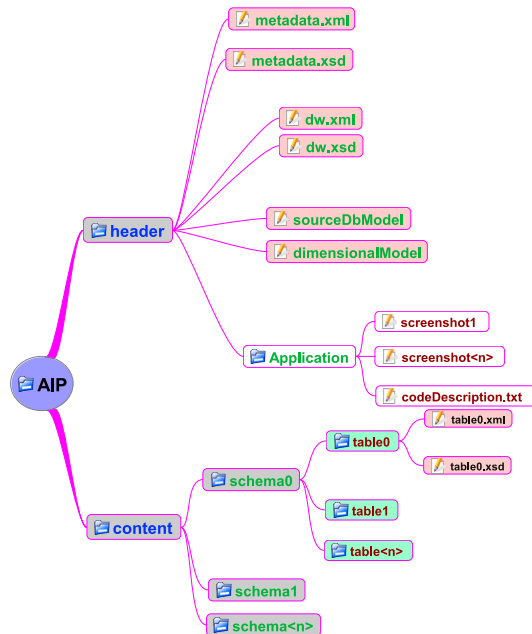 metadata.xml
metadata.xsd
dw.xml
dw.xsd
header
sourceDbModel
dimensionalModel
screenshot1
Application
screenshot<n>
AIP
codeDescription.txt
table0.xml
table0
table0.xsd
schema0
table1
content
table<n>
schema1
schema<n>